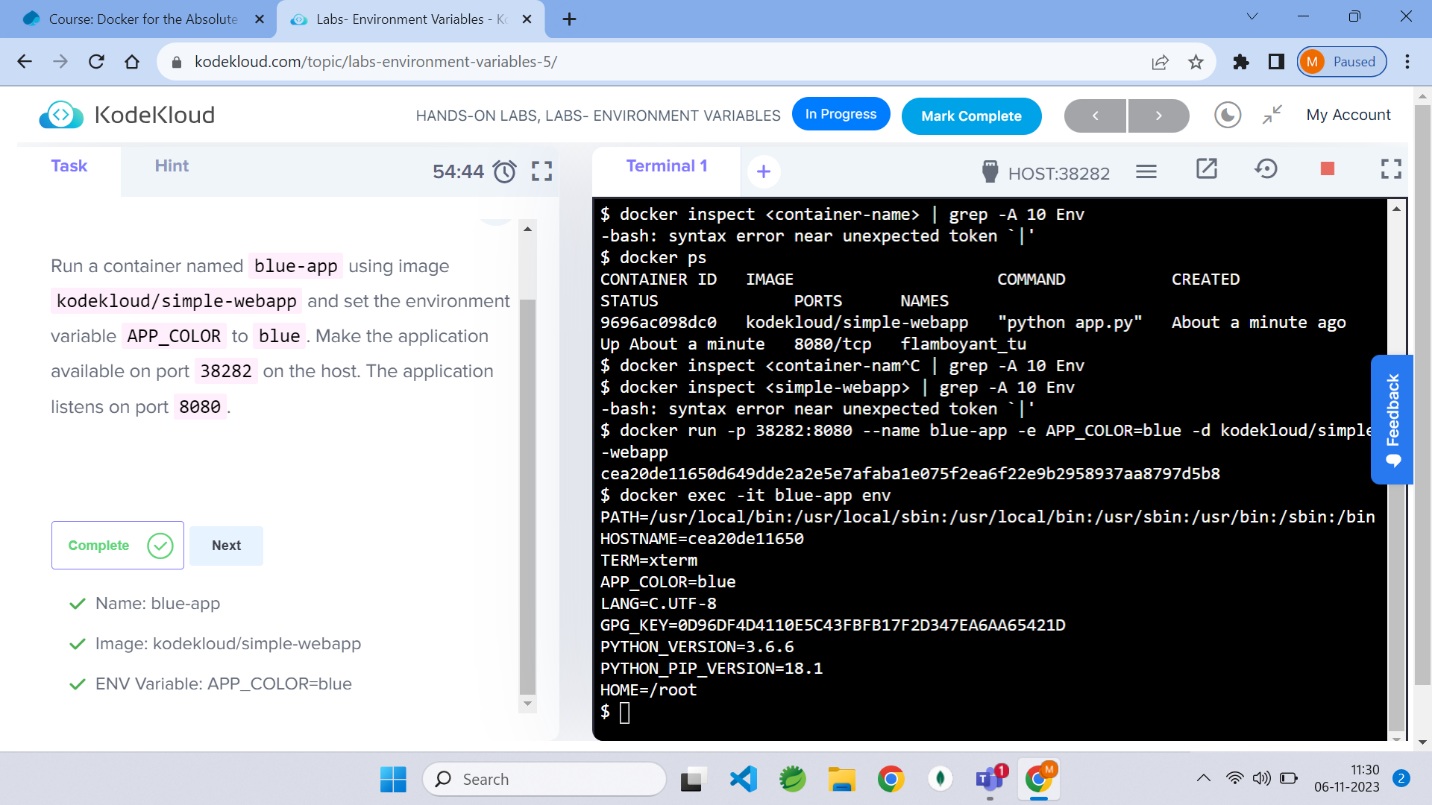 Course: Docker for the Absolute
Labs- Environment Variables - Ko
kodekloud.com/topic/labs-environment-variables-5/
M Paused
KodeKloud
HANDS-ON LABS, LABS- ENVIRONMENT VARIABLES
In Progress
Mark Complete
My Account
Task
Hint
54:44
Terminal 1
+
HOST:38282
Run a container named blue-app using image
kodekloud/simple-webapp and set the environment
variable APP_COLOR to blue. Make the application
available on port 38282 on the host. The application
listens on port 8080.
Complete
Next
Name: blue-app
Image: kodekloud/simple-webapp
ENV Variable: APP_COLOR=blue
$ docker inspect <container-name> | grep -A 10 Env
-bash: syntax error near unexpected token `|'
$ docker ps
CONTAINER ID IMAGE COMMAND CREATED
STATUS PORTS NAMES
9696ac098dc0 kodekloud/simple-webapp "python app.py" About a minute ago
Up About a minute 8080/tcp flamboyant_tu
$ docker inspect <container-nam^C | grep -A 10 Env
$ docker inspect <simple-webapp> | grep -A 10 Env
-bash: syntax error near unexpected token `|'
$ docker run -p 38282:8080 --name blue-app -e APP_COLOR=blue -d kodekloud/simple
-webapp
cea20de11650d649dde2a2e5e7afaba1e075f2ea6f22e9b2958937aa8797d5b8
$ docker exec -it blue-app env
PATH=/usr/local/bin:/usr/local/sbin:/usr/local/bin:/usr/sbin:/usr/bin:/sbin:/bin
HOSTNAME=cea20de11650
TERM=xterm
APP_COLOR=blue
LANG=C.UTF-8
GPG_KEY=0D96DF4D4110E5C43FBFB17F2D347EA6AA65421D
PYTHON_VERSION=3.6.6
PYTHON_PIP_VERSION=18.1
HOME=/root
$
Feedback
Search
1
M
11:30
06-11-2023
2